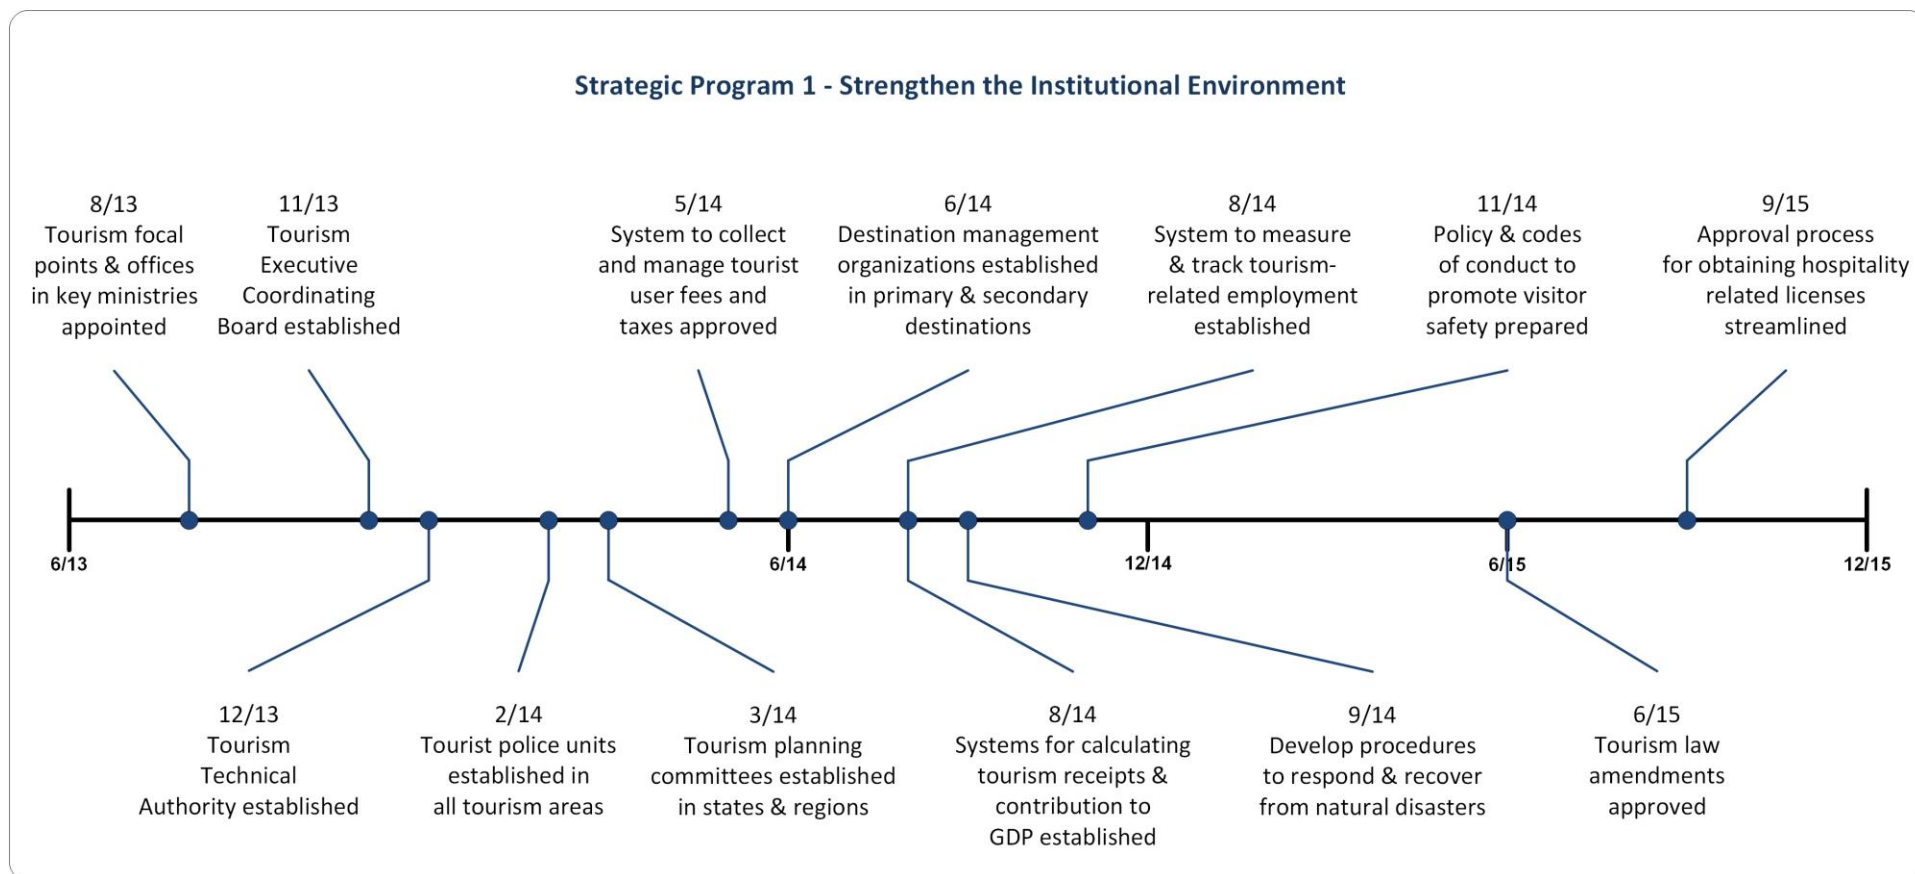 Strategic Program 1 - Strengthen the Institutional Environment
8/13
Tourism focal
points & offices
in key ministries
appointed
11/13
Tourism
Executive
Coordinating
Board established
5/14
System to collect
and manage tourist
user fees and
taxes approved
6/14
Destination management
organizations established
in primary & secondary
destinations
8/14
System to measure
& track tourism-
related employment
established
11/14
Policy & codes
of conduct to
promote visitor
safety prepared
9/15
Approval process
for obtaining hospitality
related licenses
streamlined
6/13
6/14
12/14
6/15
12/15
12/13
Tourism
Technical
Authority established
2/14
Tourist police units
established in
all tourism areas
3/14
Tourism planning
committees established
in states & regions
8/14
Systems for calculating
tourism receipts &
contribution to
GDP established
9/14
Develop procedures
to respond & recover
from natural disasters
6/15
Tourism law
amendments
approved